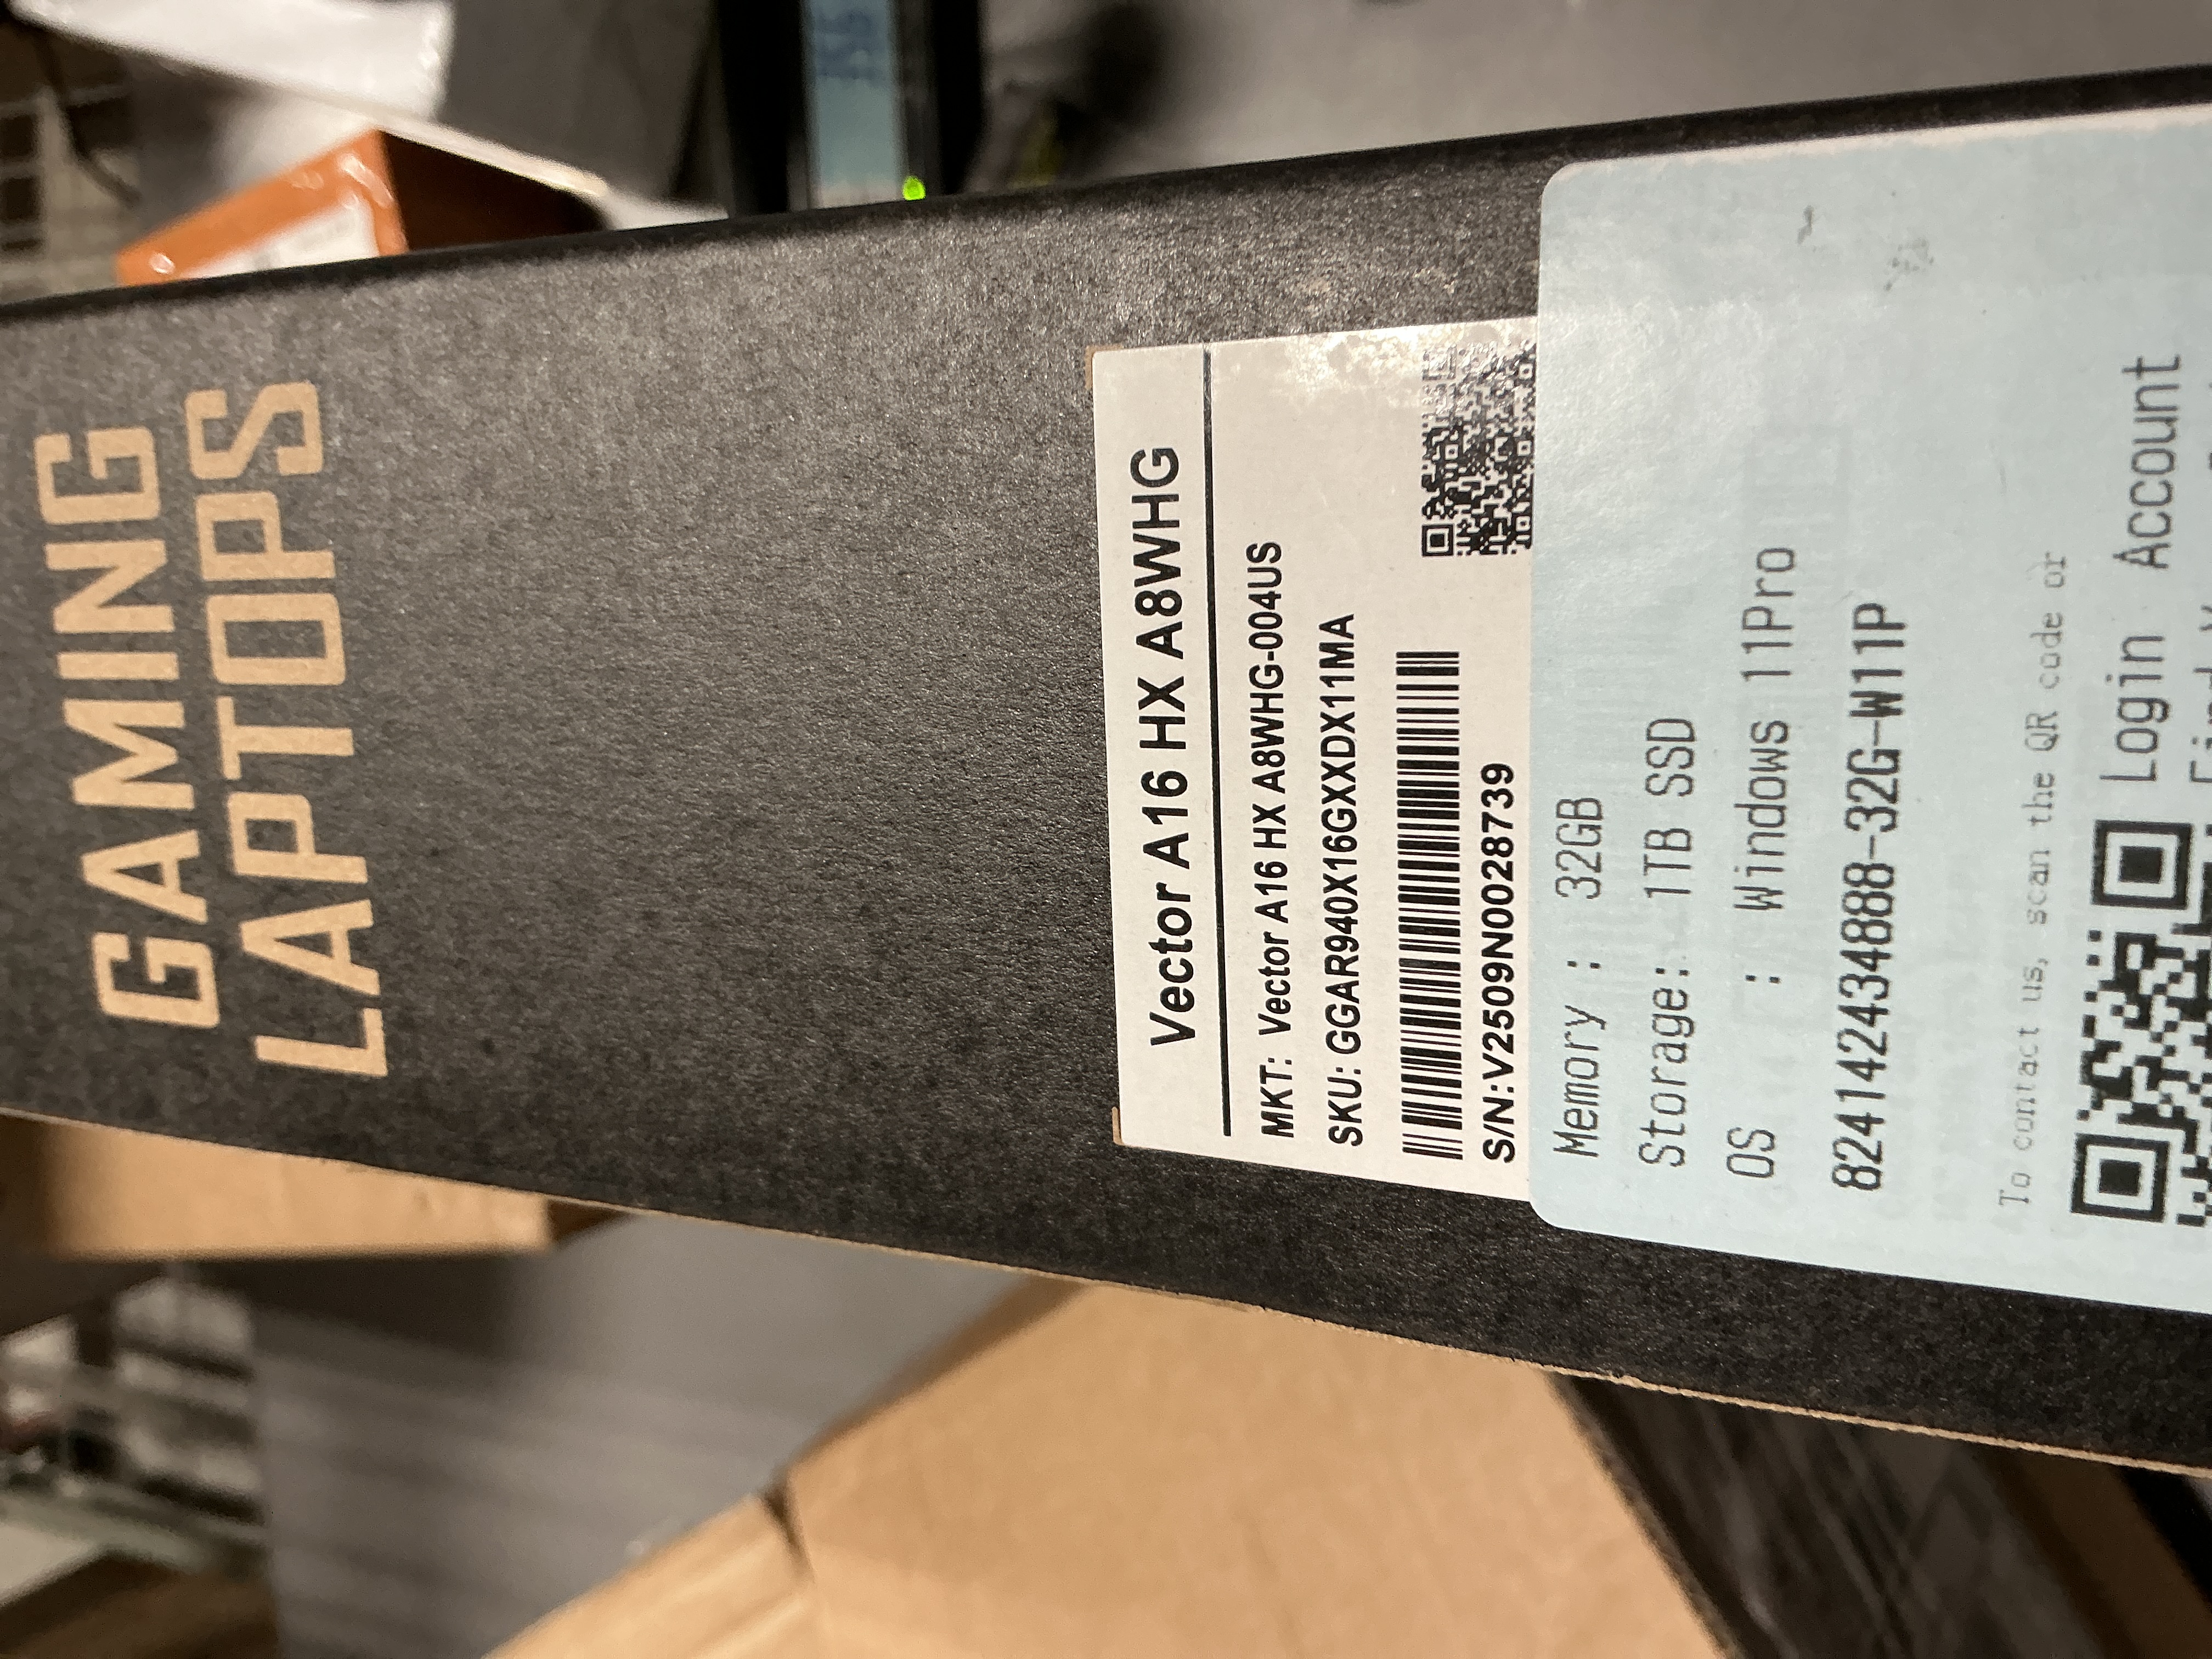 GAMING
LAPTOPS
Vector A16 HX A8WHG
MKT: Vector A16 HX A8WHG-004US
SKU: GGAR940X16GXXDX11MA
S/N:V2509N0028739
Memory : 32GB
Storage: 1TB SSD
OS : Windows 11Pro
824142434888-32G-W11P
To contact us, scan the QR code or
Login Account